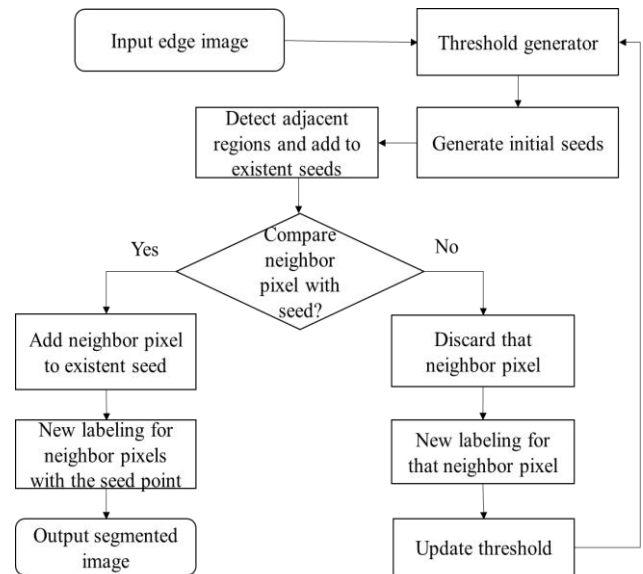 Input edge image
Threshold generator
Detect adjacent
regions and add to
existent seeds
Generate initial seeds
Yes
Compare
neighbor
pixel with
seed?
No
Add neighbor pixel
to existent seed
Discard that
neighbor pixel
New labeling for
neighbor pixels
with the seed point
New labeling for
that neighbor pixel
Output segmented
image
Update threshold